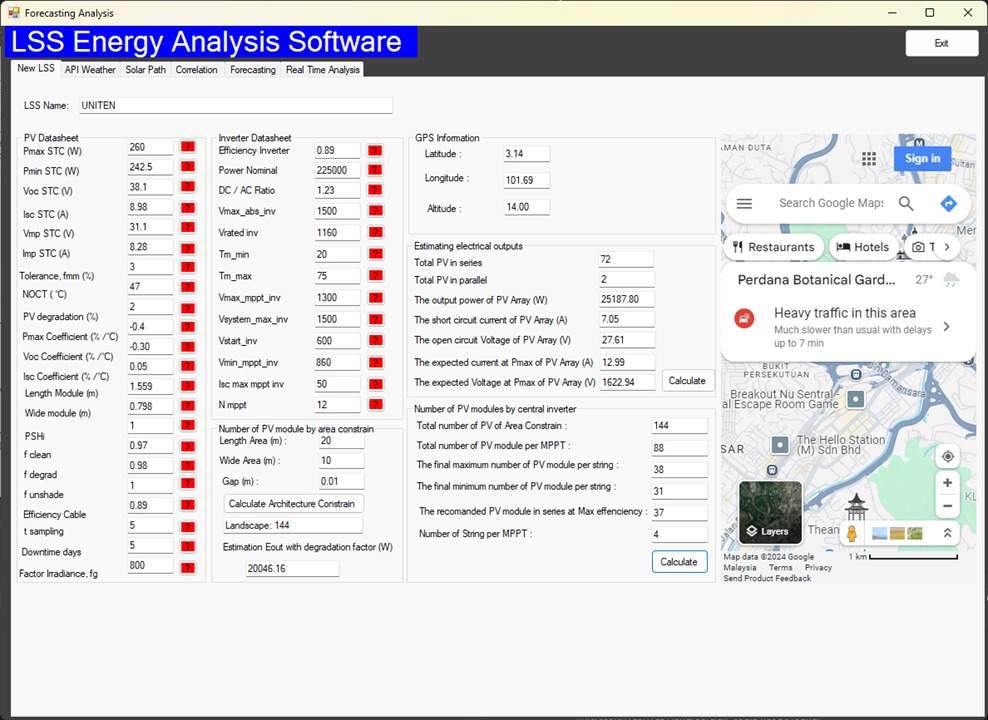 Forecasting Analysis
LSS Energy Analysis Software
Exit
New LSS API Weather Solar Path Correlation Forecasting Real Time Analysis
LSS Name: UNITEN
PV Datasheet
Pmax STC (W) 260 ?
Pmin STC (W) 242.5 ?
Voc STC (V) 38.1 ?
Isc STC (A) 8.98 ?
Vmp STC (V) 31.1 ?
Imp STC (A) 8.28 ?
Tolerance, fmm (%) 3 ?
NOCT ( °C) 47 ?
PV degradation (%) 2 ?
Pmax Coefficient (% /°C) -0.4 ?
Voc Coefficient (% /°C) -0.30 ?
Isc Coefficient (% /°C) 0.05 ?
Length Module (m) 1.559 ?
Wide module (m) 0.798 ?
PSHi 1 ?
f clean 0.97 ?
f degrad 0.98 ?
f unshade 1 ?
Efficiency Cable 0.89 ?
t sampling 5 ?
Downtime days 5 ?
Factor Irradiance, fg 800 ?
Inverter Datasheet
Efficiency Inverter 0.89 ?
Power Nominal 225000 ?
DC / AC Ratio 1.23 ?
Vmax_abs_inv 1500 ?
Vrated inv 1160 ?
Tm_min 20 ?
Tm_max 75 ?
Vmax_mppt_inv 1300 ?
Vsystem_max_inv 1500 ?
Vstart_inv 600 ?
Vmin_mppt_inv 860 ?
Isc max mppt inv 50 ?
N mppt 12 ?
Number of PV module by area constrain
Length Area (m) : 20
Wide Area (m) : 10
Gap (m) : 0.01
Calculate Architecture Constrain
Landscape: 144
Estimation Eout with degradation factor (W)
20046.16
GPS Infomation
Latitude : 3.14
Longitude : 101.69
Altitude : 14.00
Estimating electrical outputs
Total PV in series 72
Total PV in parallel 2
The output power of PV Array (W) 25187.80
The short circuit current of PV Array (A) 7.05
The open circuit Voltage of PV Array (V) 27.61
The expected current at Pmax of PV Array (A) 12.99
The expected Voltage at Pmax of PV Array (V) 1622.94
Calculate
Number of PV modules by central inverter
Total number of PV of Area Constrain : 144
Total number of PV module per MPPT : 88
The final maximum number of PV module per string : 38
The final minimum number of PV module per string : 31
The recomanded PV module in series at Max effenciency : 37
Number of String per MPPT : 4
Calculate
AMAN DUTA
Sign in
Sultan
Search Google Maps
Mer
Restaurants Hotels T
Perdana Botanical Gard... 27°
Heavy traffic in this area
Much slower than usual with delays
up to 7 min
BUKIT
PERSEKUTUAN
Jln Damansara
Breakout Nu Sentral -
al Escape Room Game
The Hello Station
(M) Sdn Bhd
AR
KL
Layers
Thean
Map data ©2024 Google 1 km
Malaysia Terms Privacy
Send Product Feedback